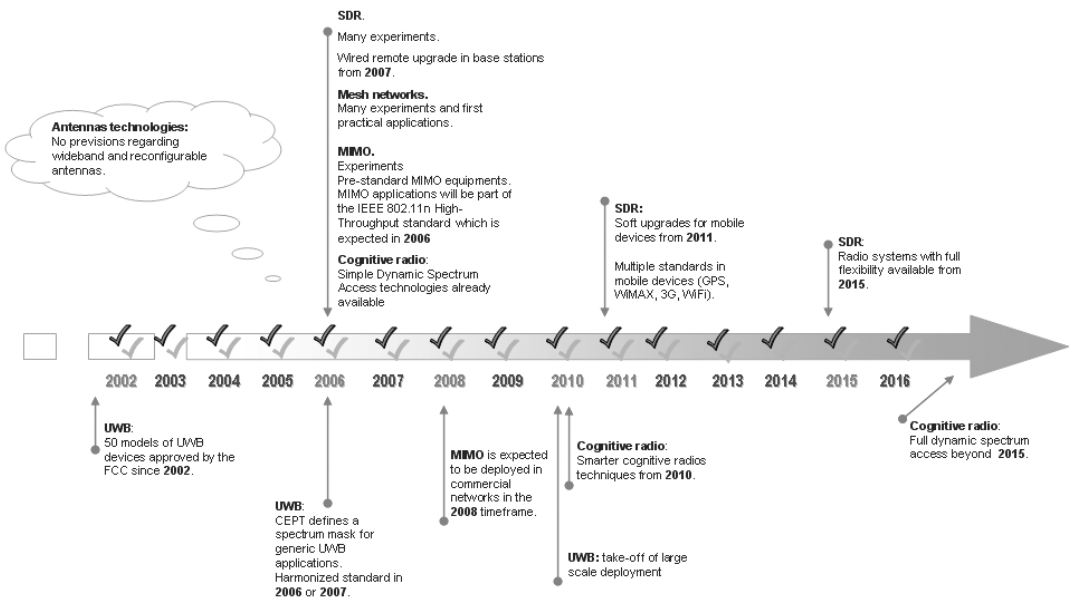 SDR.
Many experiments.
Wired remote upgrade in base stations
from 2007.
Mesh networks.
Many experiments and first
practical applications.
MIMO.
Experiments
Pre-standard MIMO equipments.
MIMO applications will be part of
the IEEE 802.11n High-
Throughput standard which is
expected in 2006
Cognitive radio:
Simple Dynamic Spectrum
Access technologies already
available
Antennas technologies:
No previsions regarding
wideband and reconfigurable
antennas.
SDR:
Soft upgrades for mobile
devices from 2011.
Multiple standards in
mobile devices (GPS,
WiMAX, 3G, WiFi).
SDR:
Radio systems with full
flexibility available from
2015.
2002 2003 2004 2005 2006 2007 2008 2009 2010 2011 2012 2013 2014 2015 2016
UWB:
50 models of UWB
devices approved by the
FCC since 2002.
UWB:
CEPT defines a
spectrum mask for
generic UWB
applications.
Harmonized standard in
2006 or 2007.
MIMO is expected
to be deployed in
commercial
networks in the
2008 timeframe.
Cognitive radio:
Smarter cognitive radios
techniques from 2010.
UWB: take-off of large
scale deployment
Cognitive radio:
Full dynamic spectrum
access beyond 2015.